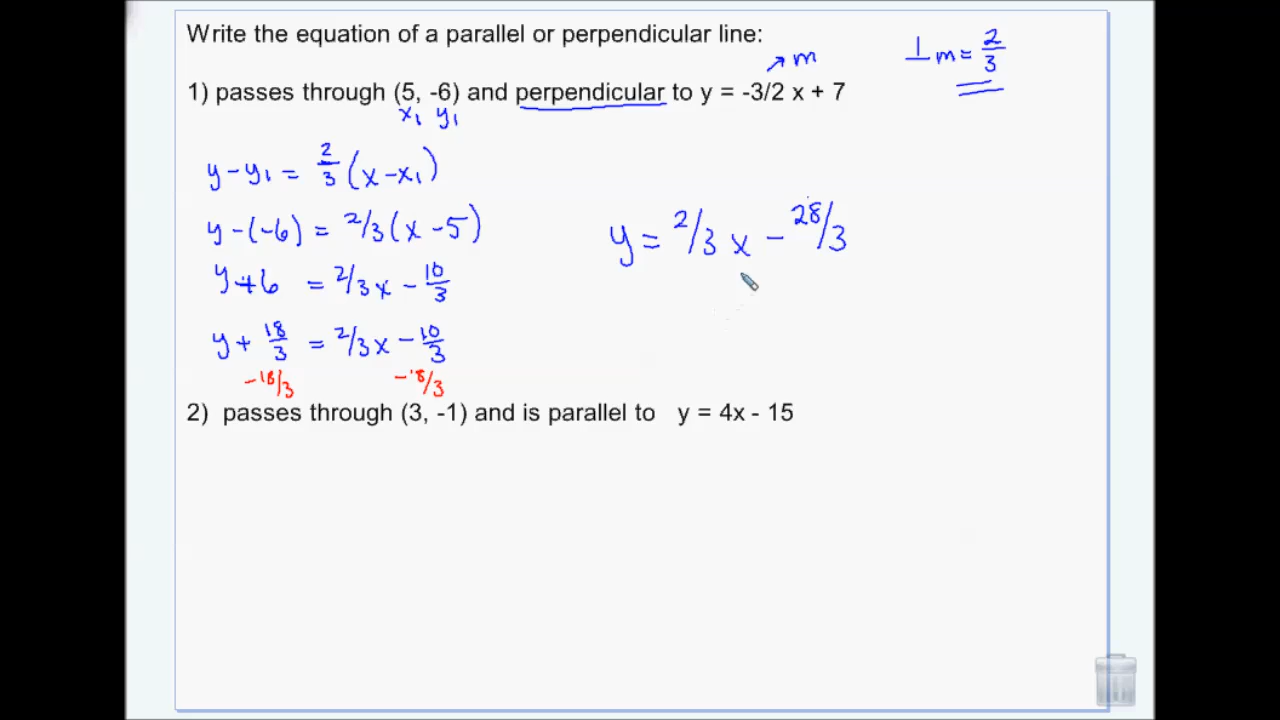 Write the equation of a parallel or perpendicular line:
⊥ m = 2/3
→ m
1) passes through (5, -6) and perpendicular to y = -3/2 x + 7
x₁ y₁
y - y₁ = 2/3 (x - x₁)
y - (-6) = 2/3 (x - 5)
y + 6 = 2/3 x - 10/3
y + 18/3 = 2/3 x - 10/3
-18/3 -18/3
y = 2/3 x - 28/3
2) passes through (3, -1) and is parallel to y = 4x - 15